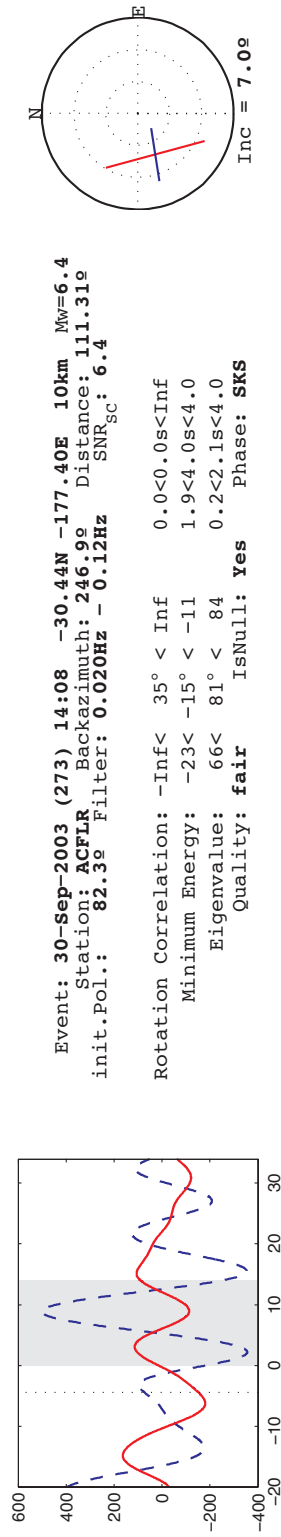 Event: 30-Sep-2003 (273) 14:08 -30.44N -177.40E 10km Mw=6.4
Station: ACFLR Backazimuth: 246.9º Distance: 111.31º
init.Pol.: 82.3º Filter: 0.020Hz - 0.12Hz SNR_SC: 6.4
Rotation Correlation: -Inf< 35° < Inf 0.0<0.0s<Inf
Minimum Energy: -23< -15° < -11 1.9<4.0s<4.0
Eigenvalue: 66< 81° < 84 0.2<2.1s<4.0
Quality: fair IsNull: Yes Phase: SKS
N
E
Inc = 7.0º
600
400
200
0
-200
-400
-20 -10 0 10 20 30